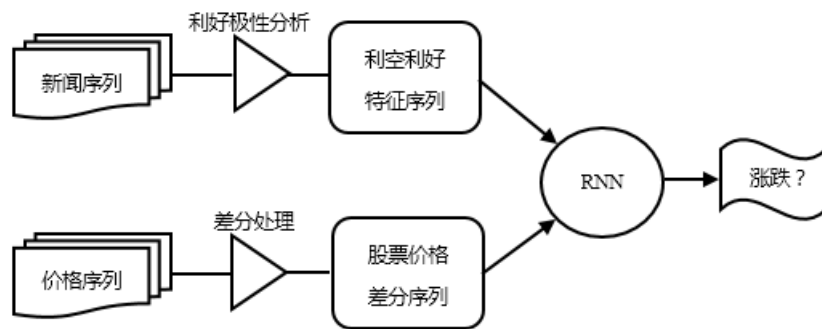 利好极性分析
新闻序列
利空利好
特征序列
RNN
涨跌？
差分处理
价格序列
股票价格
差分序列